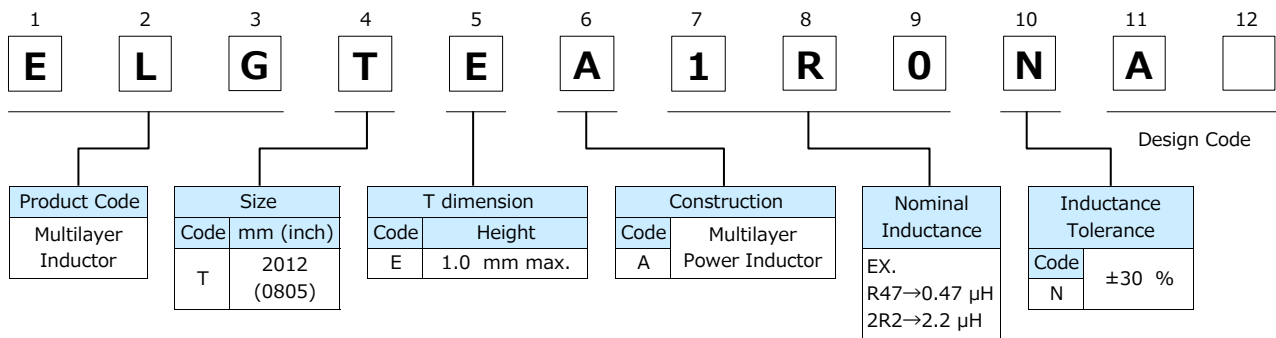 1 2 3 4 5 6 7 8 9 10 11 12
E L G T E A 1 R 0 N A
Design Code
Product Code
Multilayer
Inductor
Size
Code mm (inch)
T 2012
(0805)
T dimension
Code Height
E 1.0 mm max.
Construction
Code Multilayer
A Power Inductor
Nominal
Inductance
EX.
R47→0.47 μH
2R2→2.2 μH
Inductance
Tolerance
Code
N ±30 %